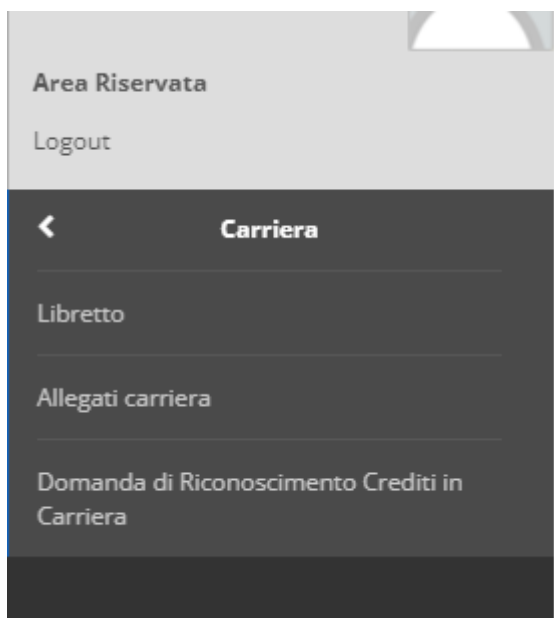 Area Riservata
Logout
Carriera
Libretto
Allegati carriera
Domanda di Riconoscimento Crediti in
Carriera